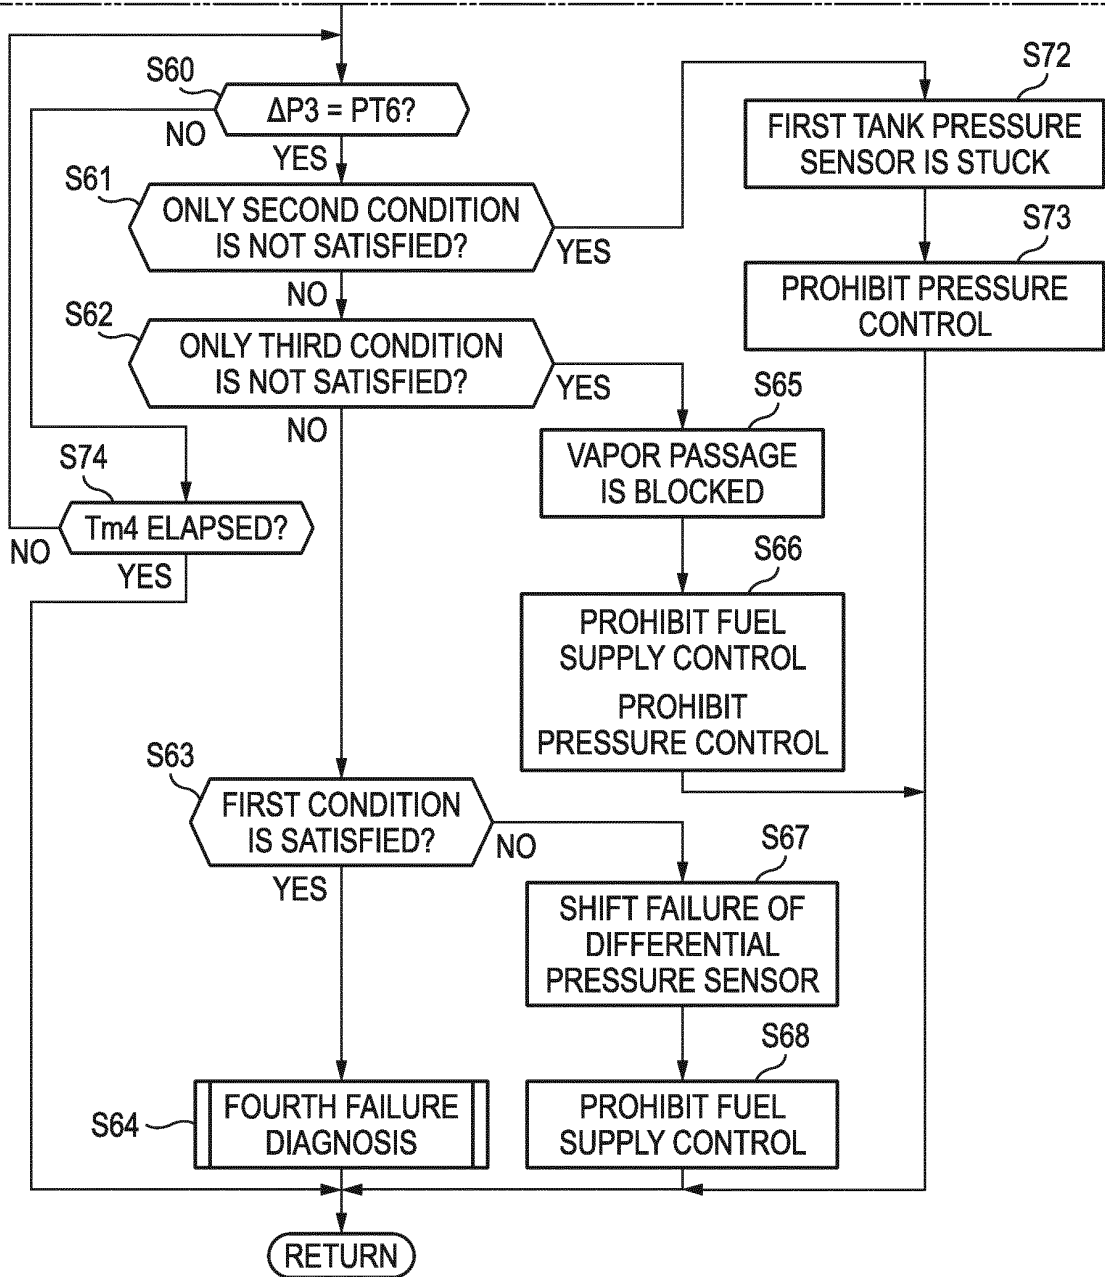 S60
ΔP3 = PT6?
NO
YES
S61
ONLY SECOND CONDITION
IS NOT SATISFIED?
YES
NO
S62
ONLY THIRD CONDITION
IS NOT SATISFIED?
YES
NO
S72
FIRST TANK PRESSURE
SENSOR IS STUCK
S73
PROHIBIT PRESSURE
CONTROL
S65
VAPOR PASSAGE
IS BLOCKED
S74
Tm4 ELAPSED?
NO
YES
S66
PROHIBIT FUEL
SUPPLY CONTROL
PROHIBIT
PRESSURE CONTROL
S63
FIRST CONDITION
IS SATISFIED?
NO
YES
S67
SHIFT FAILURE OF
DIFFERENTIAL
PRESSURE SENSOR
S68
PROHIBIT FUEL
SUPPLY CONTROL
S64
FOURTH FAILURE
DIAGNOSIS
RETURN